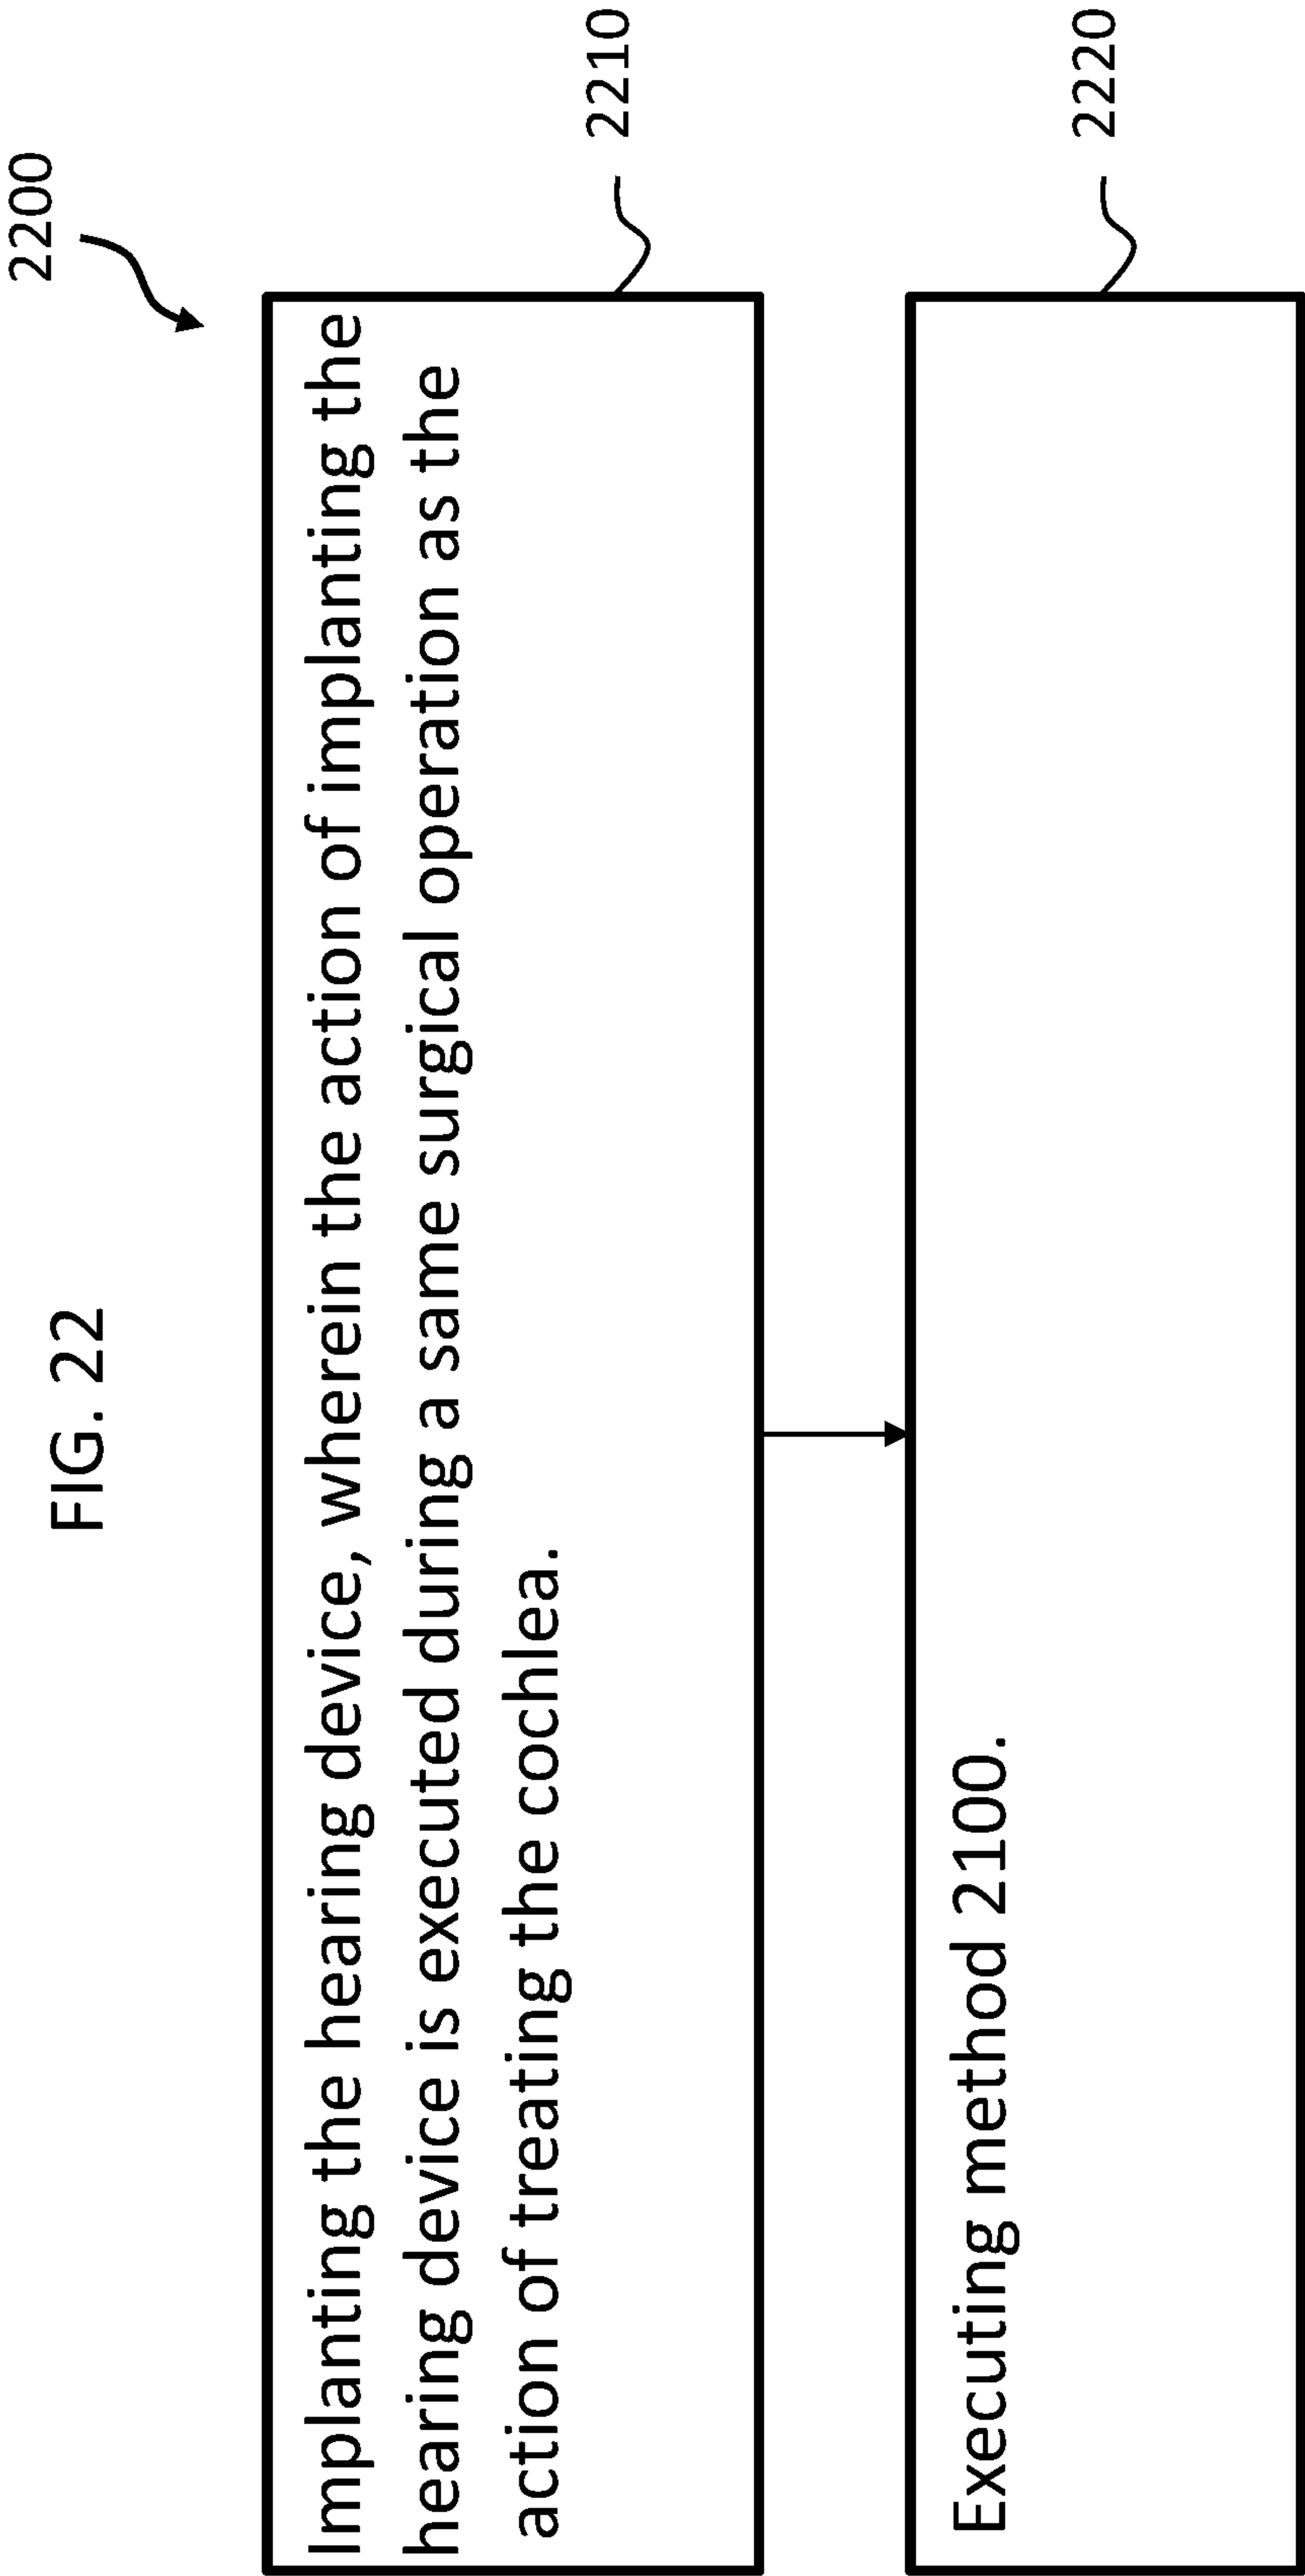 FIG. 22
2200
Implanting the hearing device, wherein the action of implanting the
hearing device is executed during a same surgical operation as the
action of treating the cochlea.
2210
Executing method 2100.
2220